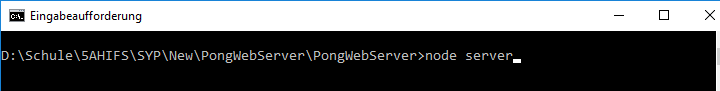 Eingabeaufforderung
D:\Schule\5AHIFS\SYP\New\PongWebServer\PongWebServer>node server